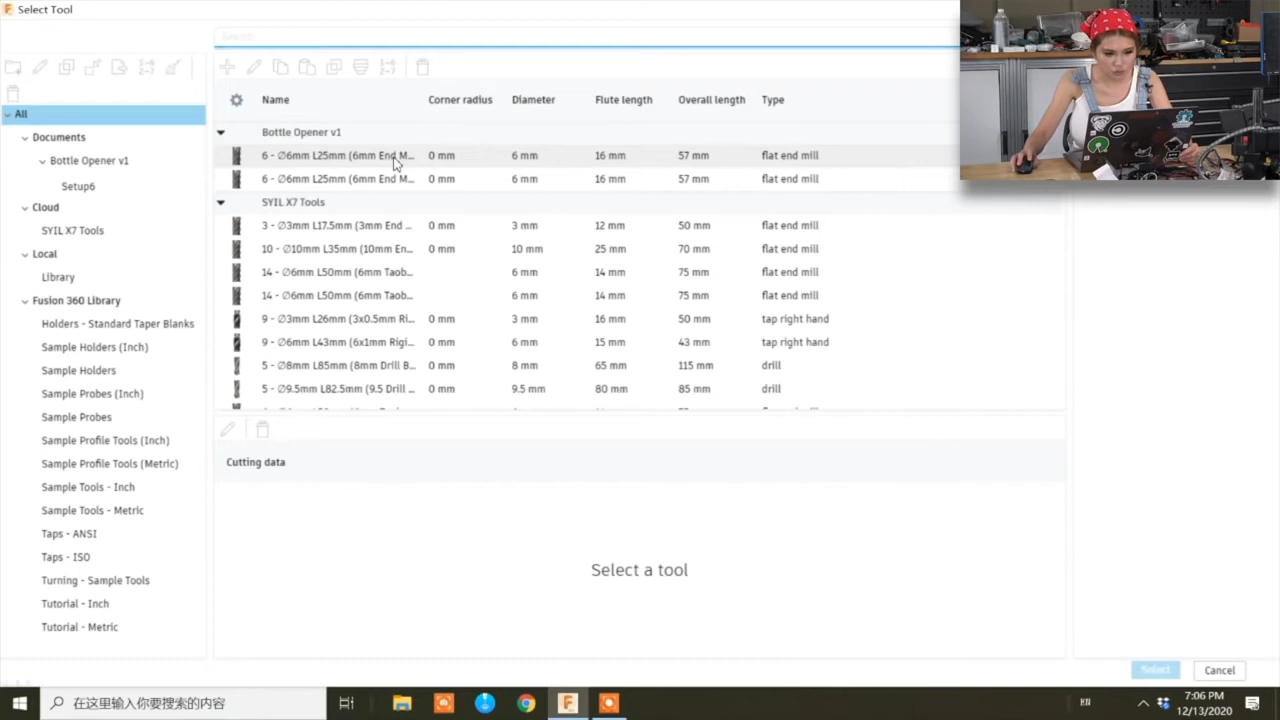 Select Tool
Search
All
Documents
Bottle Opener v1
Setup6
Cloud
SYIL X7 Tools
Local
Library
Fusion 360 Library
Holders - Standard Taper Blanks
Sample Holders (Inch)
Sample Holders
Sample Probes (Inch)
Sample Probes
Sample Profile Tools (Inch)
Sample Profile Tools (Metric)
Sample Tools - Inch
Sample Tools - Metric
Taps - ANSI
Taps - ISO
Turning - Sample Tools
Tutorial - Inch
Tutorial - Metric
Name Corner radius Diameter Flute length Overall length Type
Bottle Opener v1
6 - ∅6mm L25mm (6mm End M... 0 mm 6 mm 16 mm 57 mm flat end mill
6 - ∅6mm L25mm (6mm End M... 0 mm 6 mm 16 mm 57 mm flat end mill
SYIL X7 Tools
3 - ∅3mm L17.5mm (3mm End ... 0 mm 3 mm 12 mm 50 mm flat end mill
10 - ∅10mm L35mm (10mm En... 0 mm 10 mm 25 mm 70 mm flat end mill
14 - ∅6mm L50mm (6mm Taob... 6 mm 14 mm 75 mm flat end mill
14 - ∅6mm L50mm (6mm Taob... 6 mm 14 mm 75 mm flat end mill
9 - ∅3mm L26mm (3x0.5mm Ri... 0 mm 3 mm 16 mm 50 mm tap right hand
9 - ∅6mm L43mm (6x1mm Rigi... 0 mm 6 mm 15 mm 43 mm tap right hand
5 - ∅8mm L85mm (8mm Drill B... 0 mm 8 mm 65 mm 115 mm drill
5 - ∅9.5mm L82.5mm (9.5 Drill ... 0 mm 9.5 mm 80 mm 85 mm drill
Cutting data
Select a tool
Select Cancel
在这里输入你要搜索的内容
EN
7:06 PM
12/13/2020